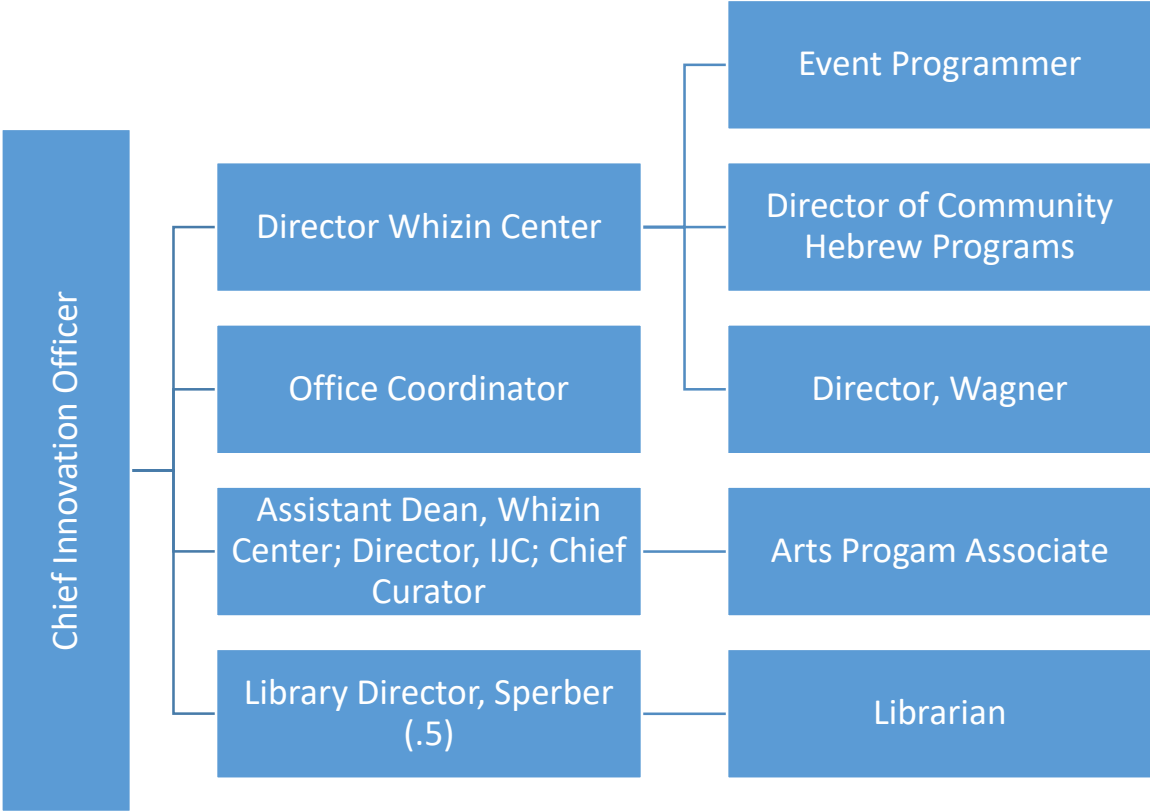 Chief Innovation Officer
Director Whizin Center
Event Programmer
Director of Community
Hebrew Programs
Director, Wagner
Office Coordinator
Assistant Dean, Whizin
Center; Director, IJC; Chief
Curator
Arts Progam Associate
Library Director, Sperber
(.5)
Librarian